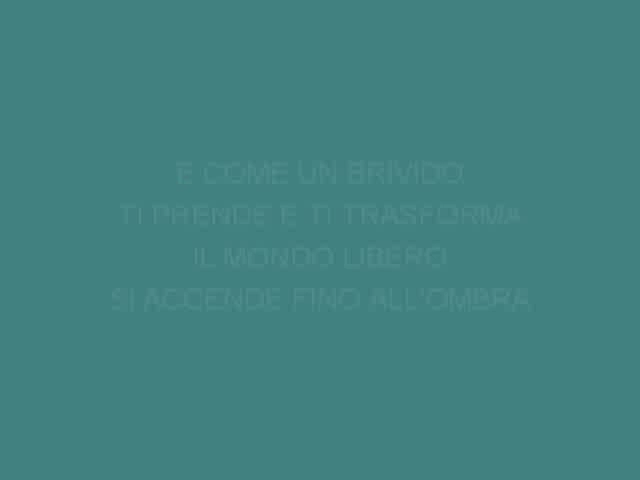 E COME UN BRIVIDO
TI PRENDE E TI TRASFORMA
IL MONDO LIBERO
SI ACCENDE FINO ALL'OMBRA